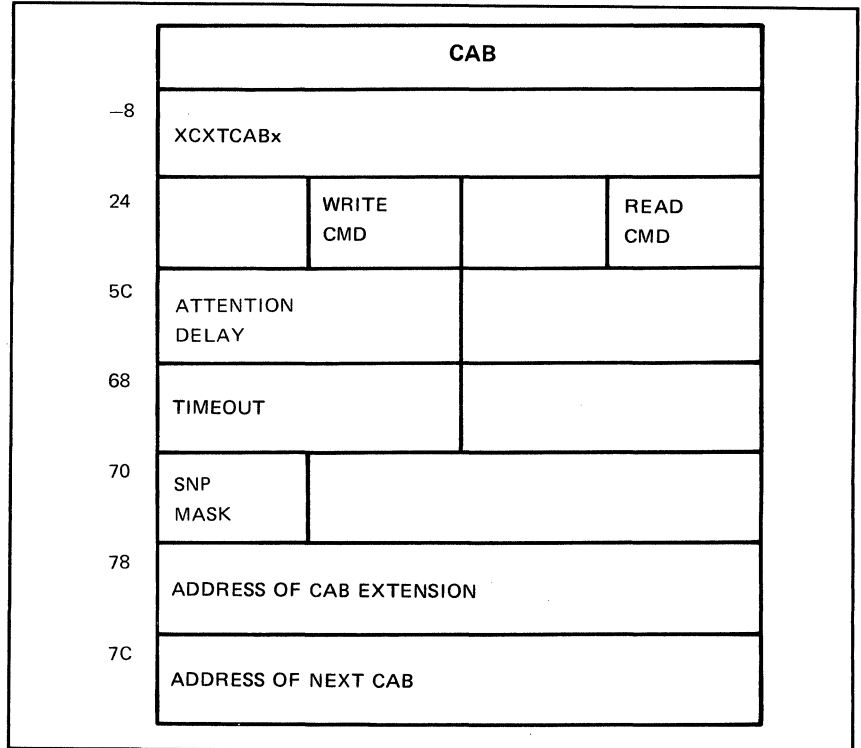 CAB
—8
XCXTCABx
24
WRITE
CMD
READ
CMD
5C
ATTENTION
DELAY
68
TIMEOUT
70
SNP
MASK
78
ADDRESS OF CAB EXTENSION
7C
ADDRESS OF NEXT CAB